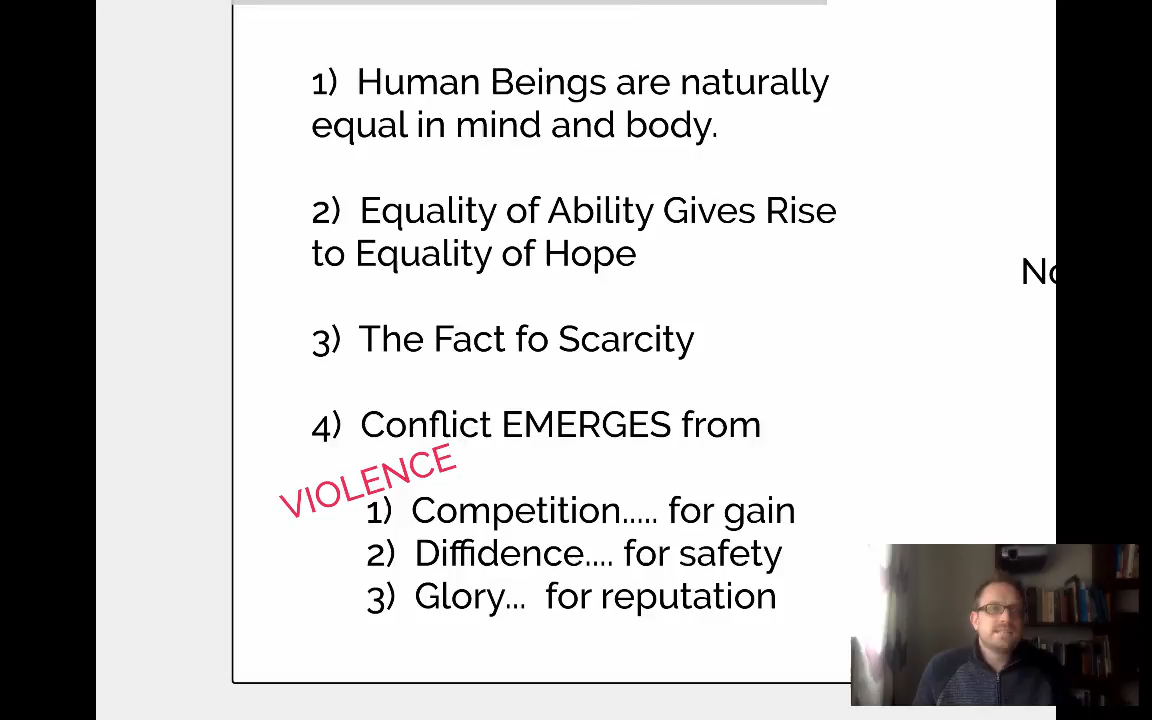 1) Human Beings are naturally
equal in mind and body.
2) Equality of Ability Gives Rise
to Equality of Hope
No
3) The Fact fo Scarcity
4) Conflict EMERGES from
VIOLENCE
1) Competition..... for gain
2) Diffidence.... for safety
3) Glory... for reputation